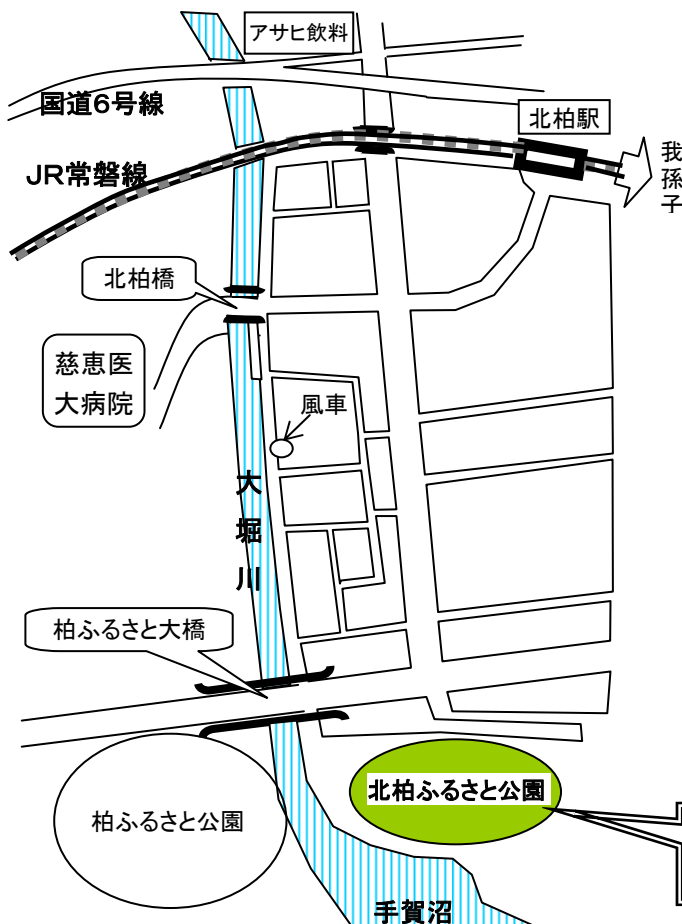 アサヒ飲料
国道6号線
北柏駅
JR常磐線
我
孫
子
北柏橋
慈恵医
大病院
風車
大
堀
川
柏ふるさと大橋
北柏ふるさと公園
柏ふるさと公園
手賀沼